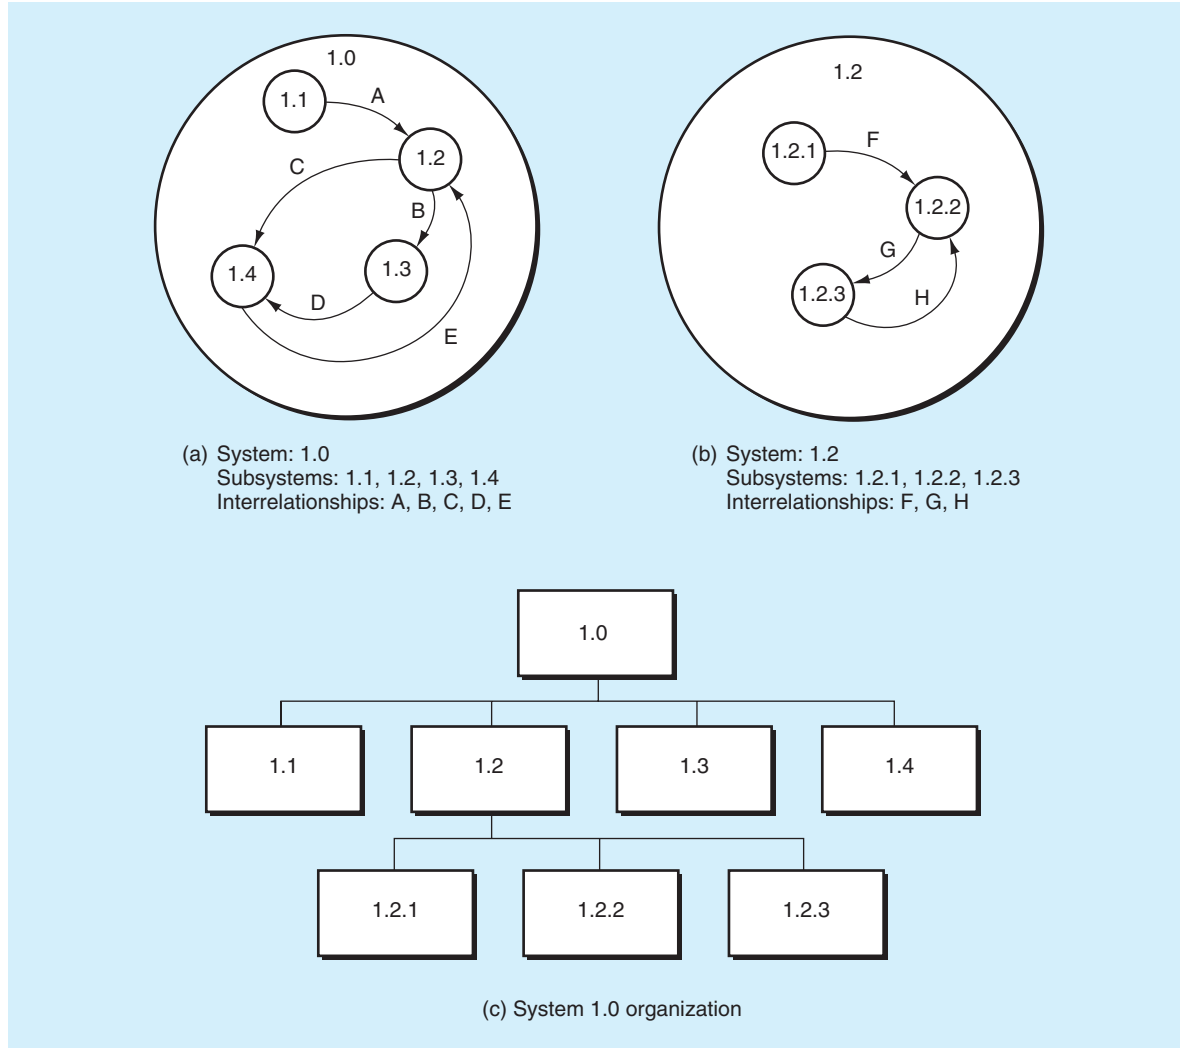 1.0
1.1
A
1.2
C
B
1.4
1.3
D
E
(a) System: 1.0
Subsystems: 1.1, 1.2, 1.3, 1.4
Interrelationships: A, B, C, D, E
1.2
1.2.1
F
1.2.2
G
1.2.3
H
(b) System: 1.2
Subsystems: 1.2.1, 1.2.2, 1.2.3
Interrelationships: F, G, H
1.0
1.1 1.2 1.3 1.4
1.2.1 1.2.2 1.2.3
(c) System 1.0 organization